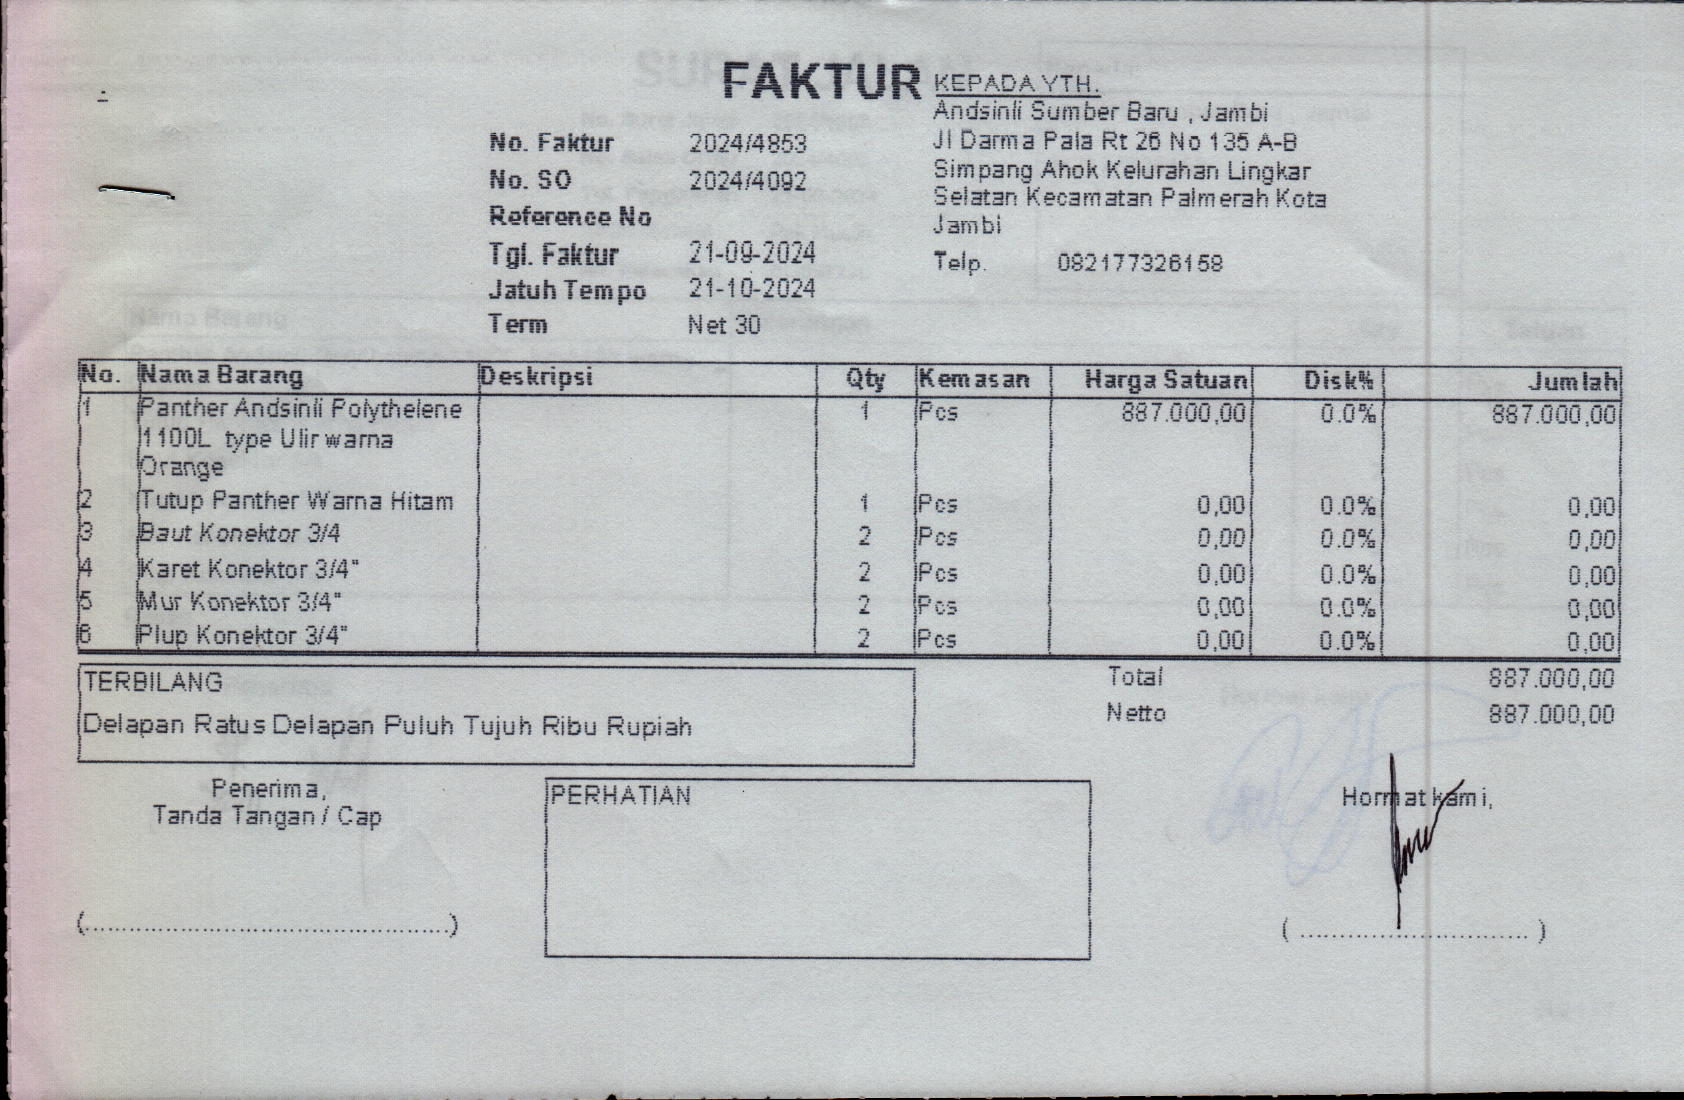 FAKTUR
KEPADA YTH.
Andsinli Sumber Baru , Jambi
Jl Darma Pala Rt 26 No 135 A-B
Simpang Ahok Kelurahan Lingkar
Selatan Kecamatan Palmerah Kota
Jambi
Telp. 082177326158
No. Faktur 2024/4853
No. SO 2024/4092
Reference No
Tgl. Faktur 21-09-2024
Jatuh Tempo 21-10-2024
Term Net 30
No. Nama Barang Deskripsi Qty Kemasan Harga Satuan Disk% Jumlah
1 Panther Andsinli Polythelene 1 Pcs 887.000,00 0.0% 887.000,00
1100L type Ulir warna
Orange
2 Tutup Panther Warna Hitam 1 Pcs 0,00 0.0% 0,00
3 Baut Konektor 3/4 2 Pcs 0,00 0.0% 0,00
4 Karet Konektor 3/4" 2 Pcs 0,00 0.0% 0,00
5 Mur Konektor 3/4" 2 Pcs 0,00 0.0% 0,00
6 Plup Konektor 3/4" 2 Pcs 0,00 0.0% 0,00
TERBILANG
Delapan Ratus Delapan Puluh Tujuh Ribu Rupiah
Total 887.000,00
Netto 887.000,00
Penerima,
Tanda Tangan / Cap
PERHATIAN
Hormat kami,